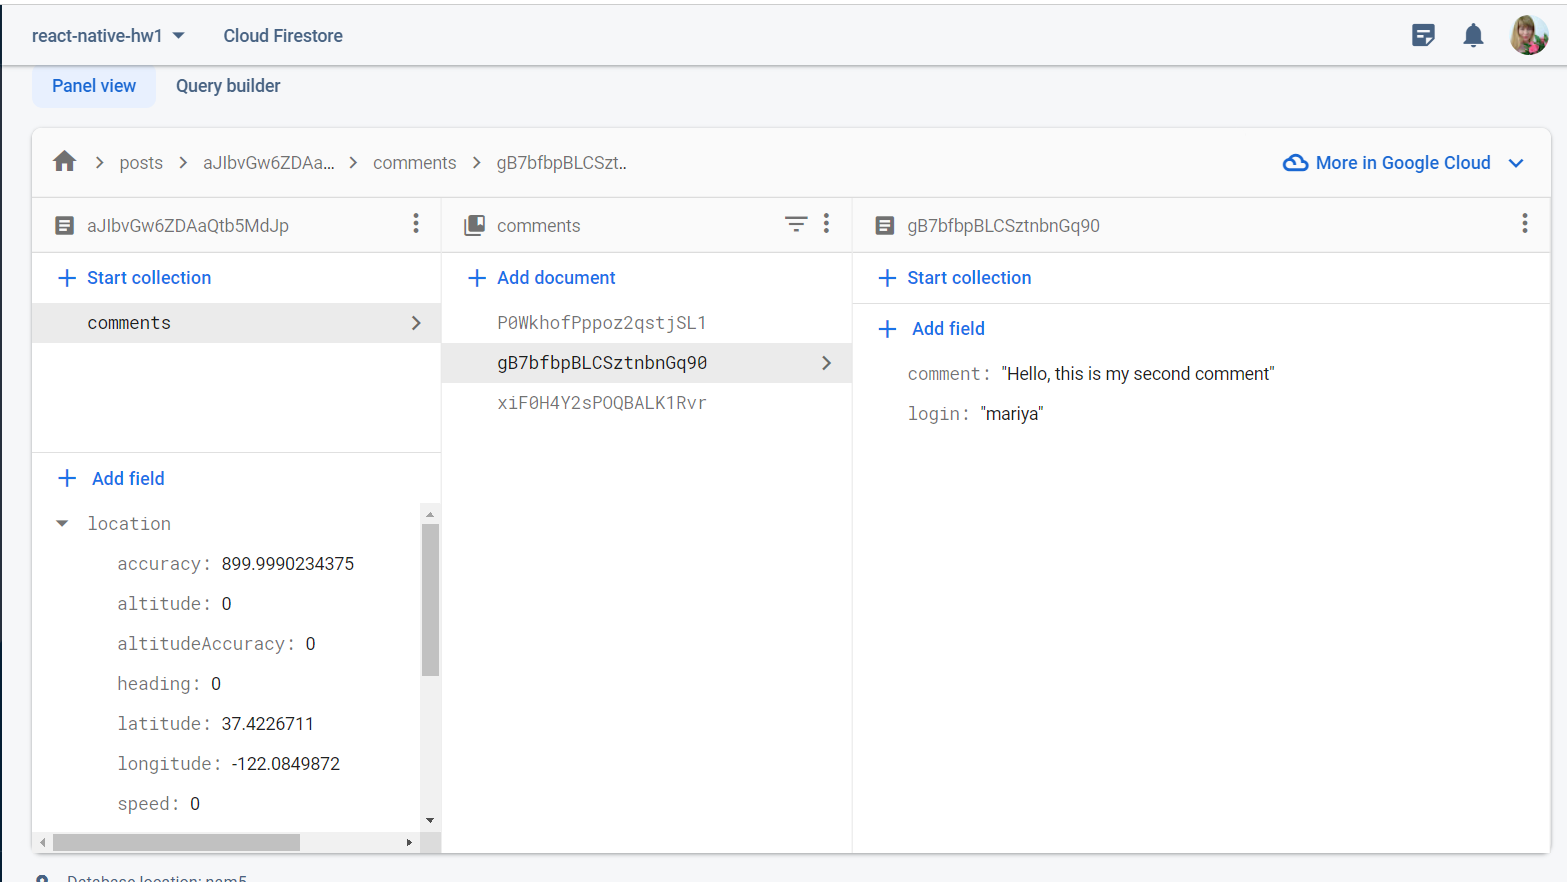 react-native-hw1 Cloud Firestore
Panel view Query builder
posts aJIbvGw6ZDAa... comments gB7bfbpBLCSzt.. More in Google Cloud
aJIbvGw6ZDAaQtb5MdJp comments gB7bfbpBLCSztnbnGq90
Start collection Add document Start collection
comments P0WkhofPppoz2qstjSL1 Add field
gB7bfbpBLCSztnbnGq90 comment: "Hello, this is my second comment"
xiF0H4Y2sPOQBALK1Rvr login: "mariya"
Add field
location
accuracy: 899.9990234375
altitude: 0
altitudeAccuracy: 0
heading: 0
latitude: 37.4226711
longitude: -122.0849872
speed: 0
Database location: nam5